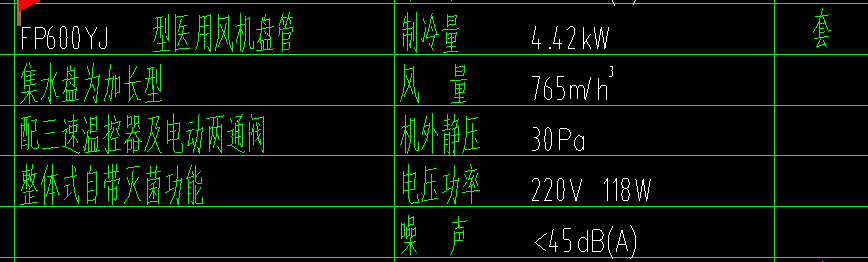 FP600YJ 型医用风机盘管 制冷量 4.42kW 套
集水盘为加长型 风 量 765m/h³
配三速温控器及电动两通阀 机外静压 30Pa
整体式自带灭菌功能 电压功率 220V 118W
噪 声 <45dB(A)